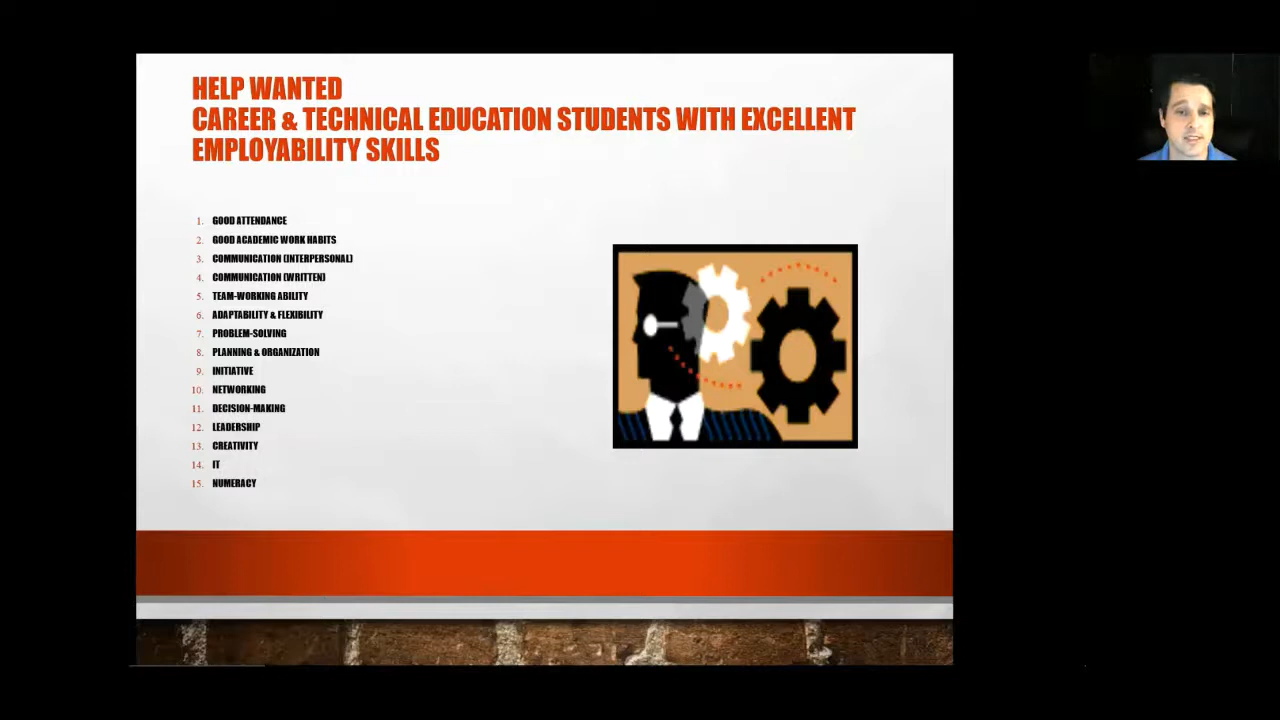 HELP WANTED
CAREER & TECHNICAL EDUCATION STUDENTS WITH EXCELLENT
EMPLOYABILITY SKILLS
1. GOOD ATTENDANCE
2. GOOD ACADEMIC WORK HABITS
3. COMMUNICATION (INTERPERSONAL)
4. COMMUNICATION (WRITTEN)
5. TEAM-WORKING ABILITY
6. ADAPTABILITY & FLEXIBILITY
7. PROBLEM-SOLVING
8. PLANNING & ORGANIZATION
9. INITIATIVE
10. NETWORKING
11. DECISION-MAKING
12. LEADERSHIP
13. CREATIVITY
14. IT
15. NUMERACY